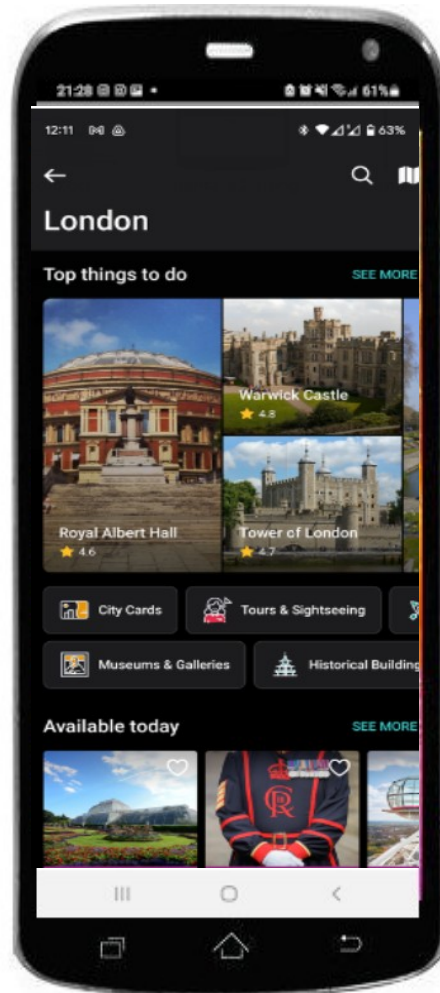 21:28 61%
12:11 63%
London
Top things to do SEE MORE
Warwick Castle
4.8
Royal Albert Hall
4.6
Tower of London
4.7
City Cards Tours & Sightseeing
Museums & Galleries Historical Building
Available today SEE MORE